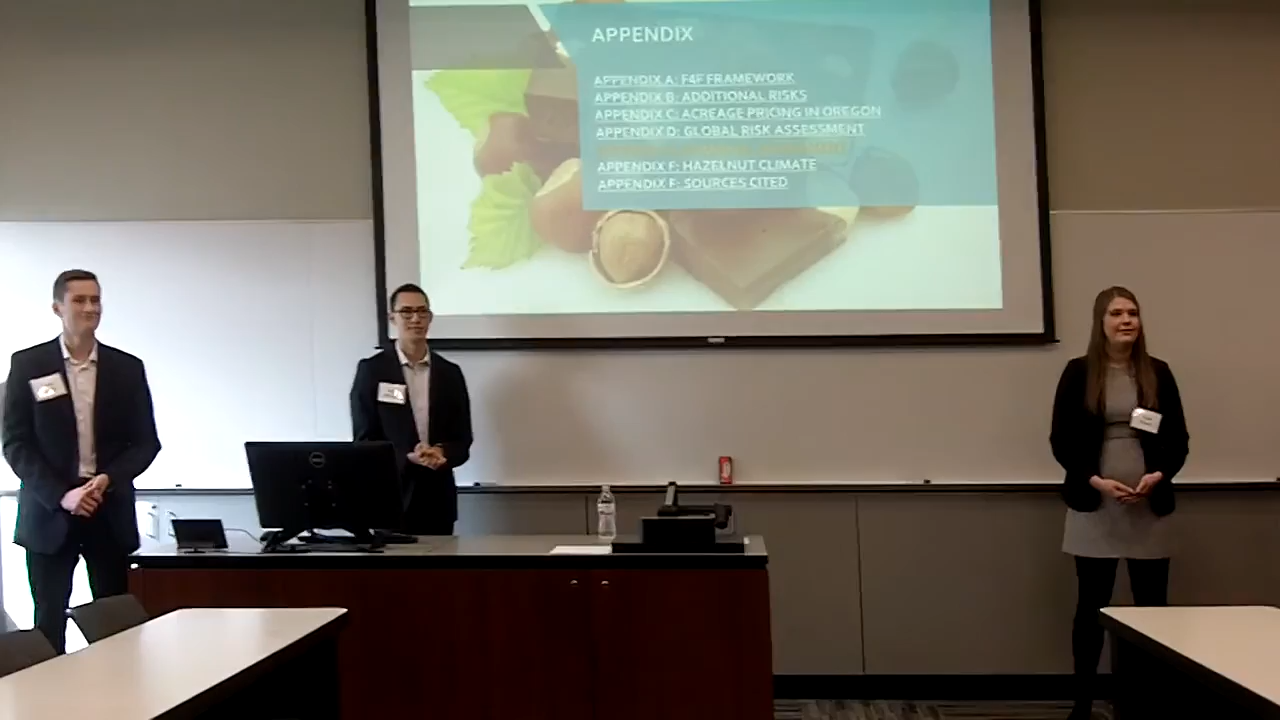 APPENDIX
APPENDIX A: F4F FRAMEWORK
APPENDIX B: ADDITIONAL RISKS
APPENDIX C: ACREAGE PRICING IN OREGON
APPENDIX D: GLOBAL RISK ASSESSMENT
APPENDIX F: HAZELNUT CLIMATE
APPENDIX F: SOURCES CITED
DELL